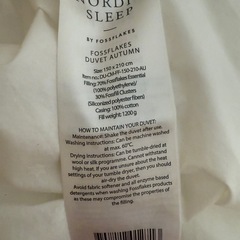 NORDIC
SLEEP
BY FOSSFLAKES
FOSSFLAKES
DUVET AUTUMN
Size: 150 x 210 cm
Item no.: DU-CM-FF-150-210-AU
Filling: 70% Fossflakes Essential
(100% polyethylene)/
30% Fossfill Clusters
(Siliconized polyester fibers)
Casing: 100% cotton
Fill weight: 1200 g
HOW TO MAINTAIN YOUR DUVET:
Maintenance: Shake the duvet after use
Washing instructions: Can be machine washed
at max. 60°C.
Drying instructions: Can be tumble-dried at
wool or silk programme. Cannot withstand
high heat. If you are unsure about the heat
settings of your tumble dryer, then you should
air-dry the duvet.
Avoid fabric softener and all enzyme based
detergents when washing Fossflakes products
as these may compromise the properties of
the filling.